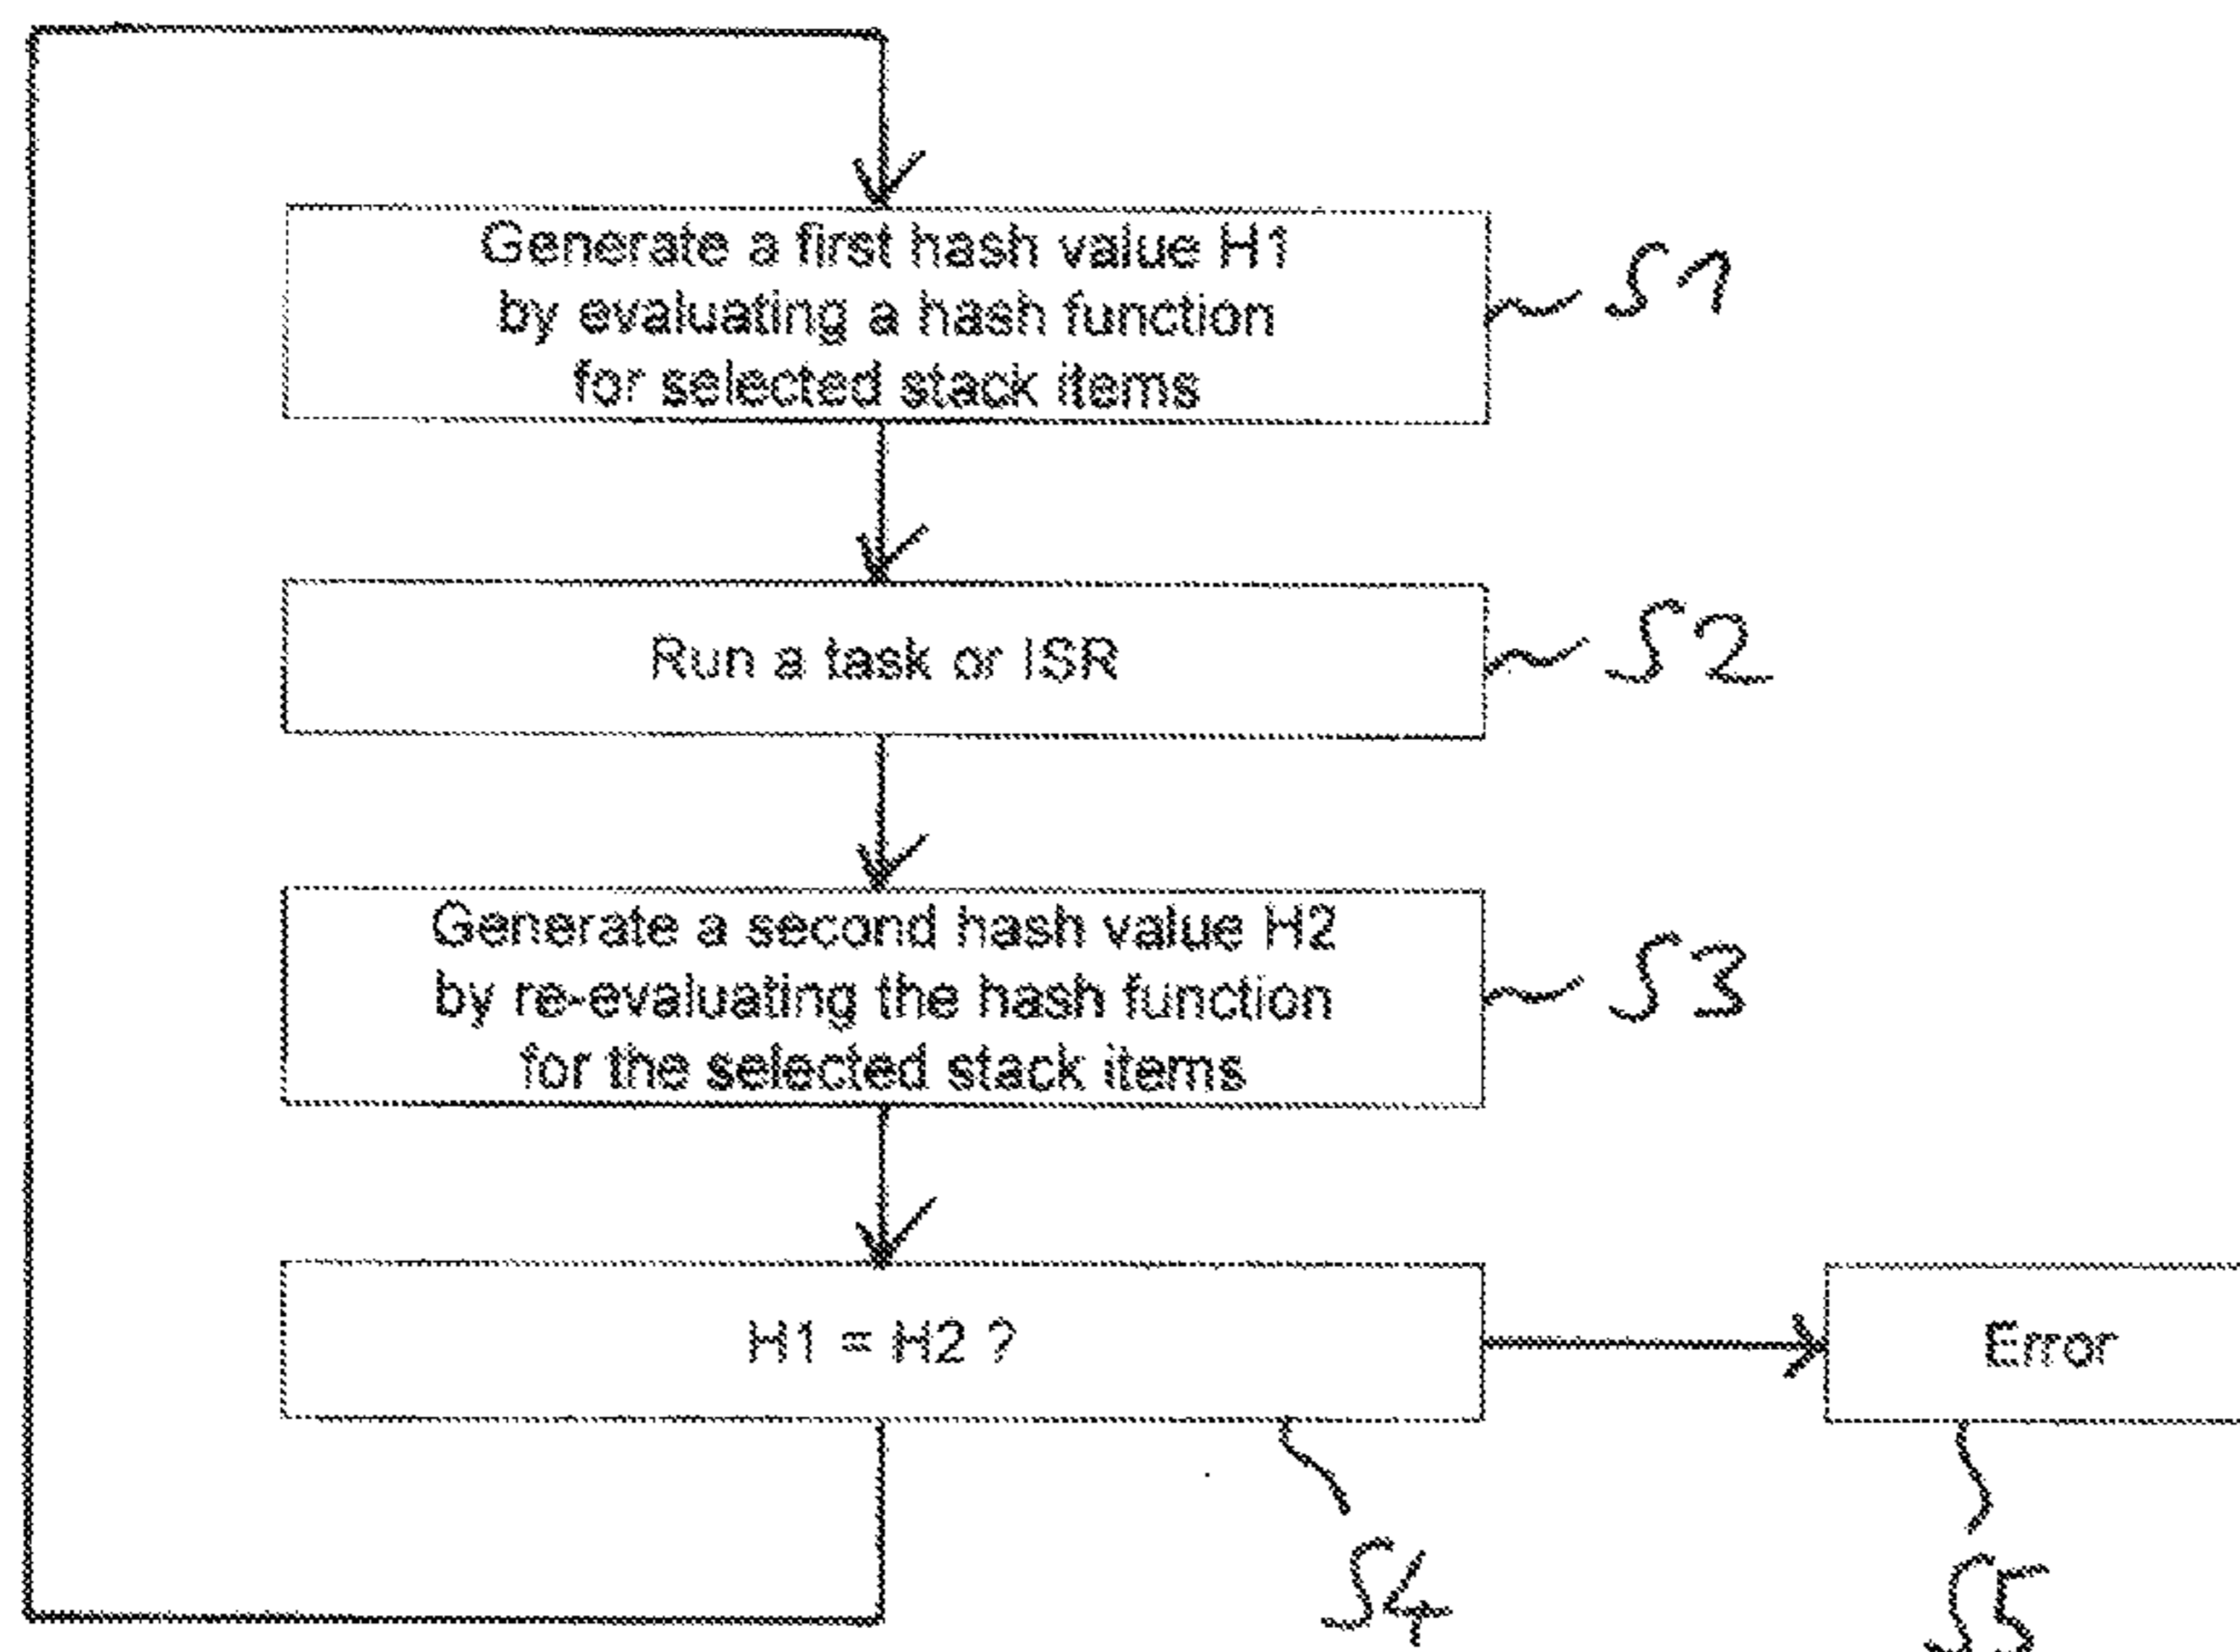 Generate a first hash value H1
by evaluating a hash function
for selected stack items
S1
Run a task or ISR
S2
Generate a second hash value H2
by re-evaluating the hash function
for the selected stack items
S3
H1 = H2 ?
Error
S4
S5